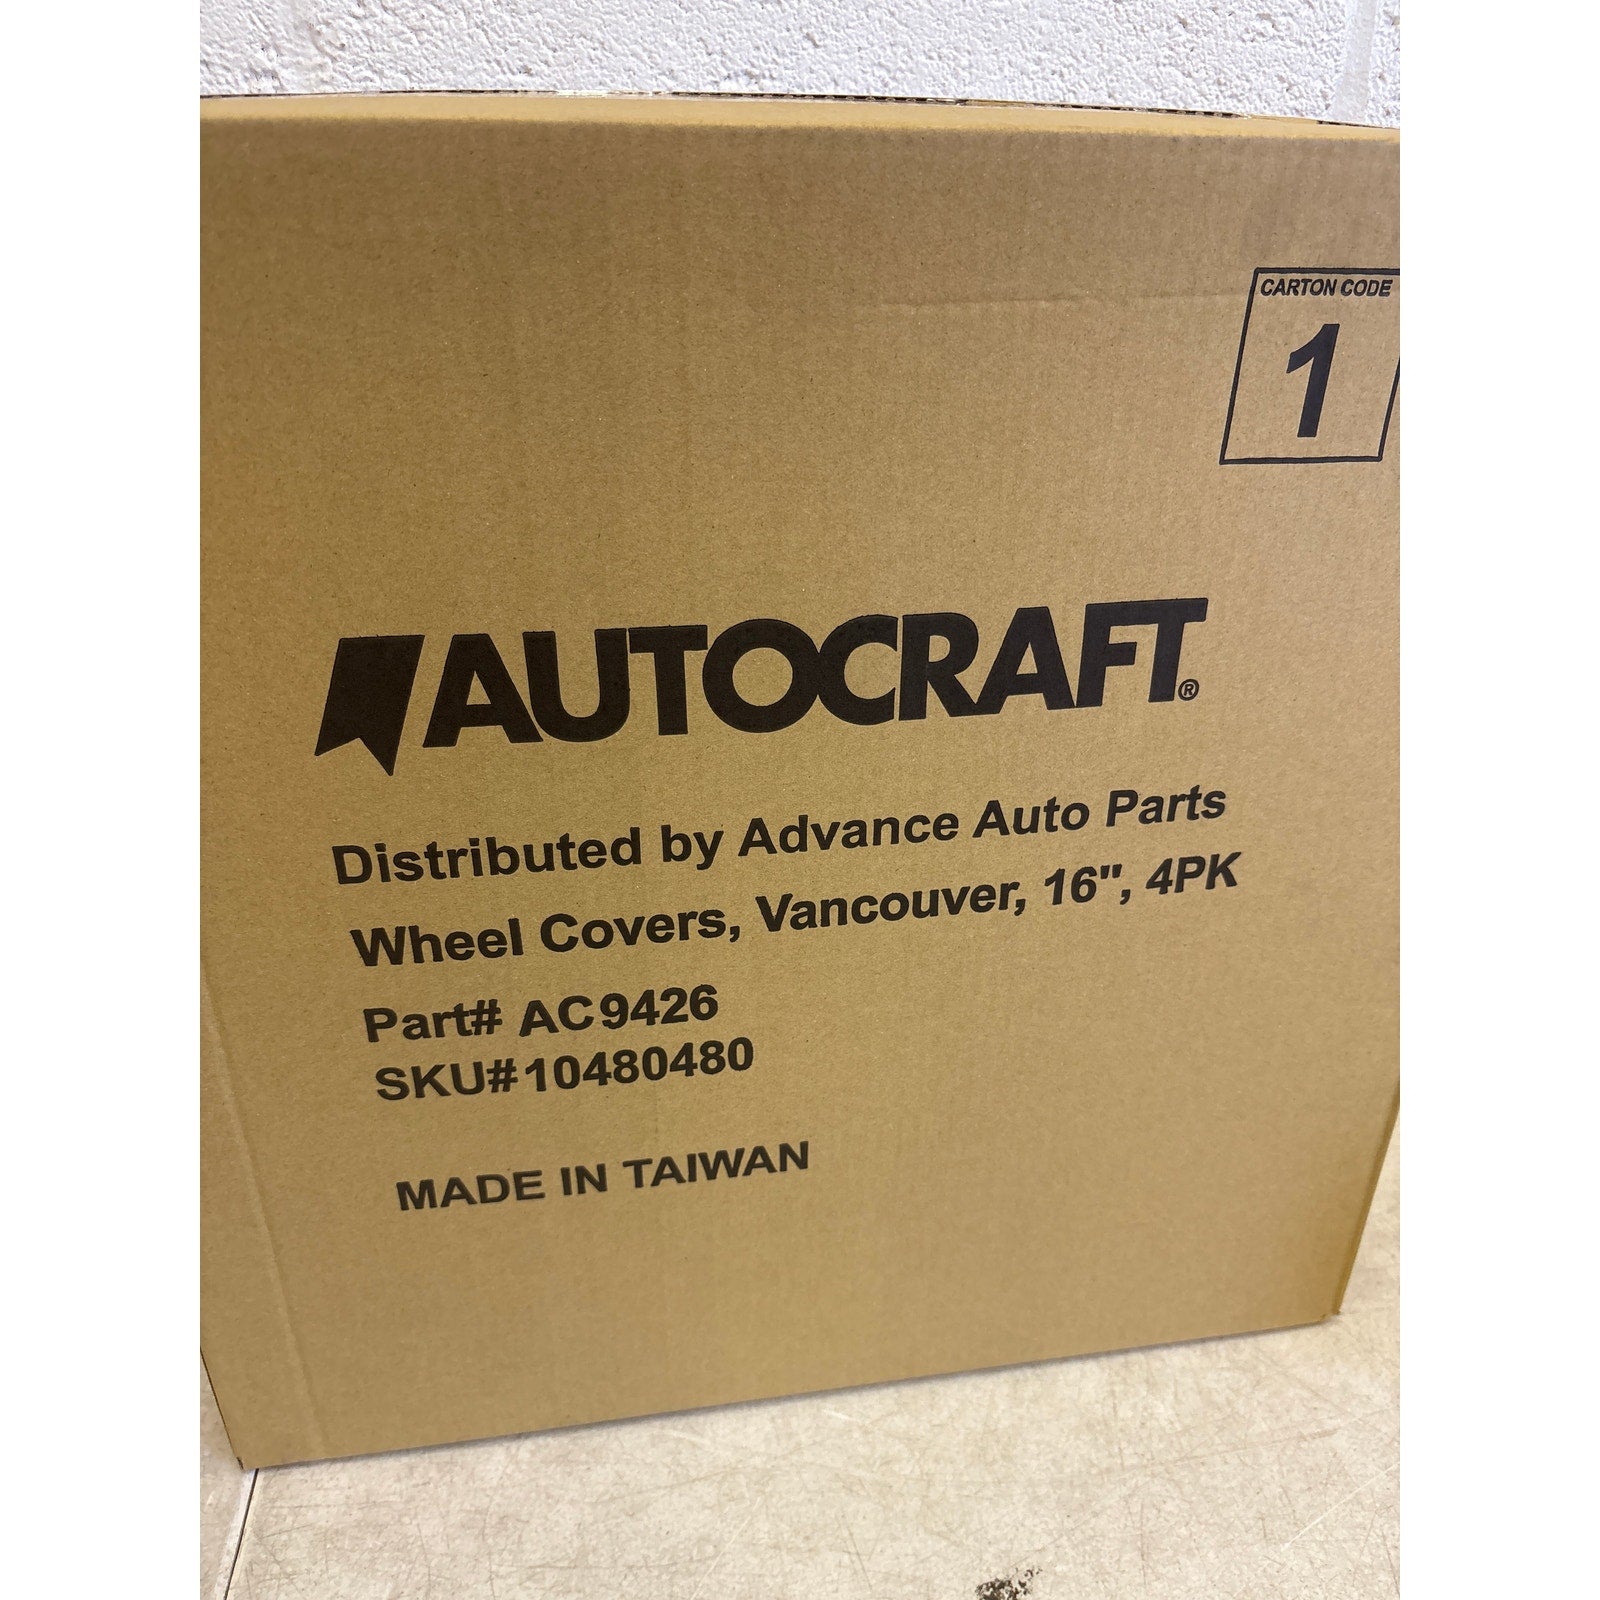 CARTON CODE
1
AUTOCRAFT®
Distributed by Advance Auto Parts
Wheel Covers, Vancouver, 16", 4PK
Part# AC9426
SKU#10480480
MADE IN TAIWAN